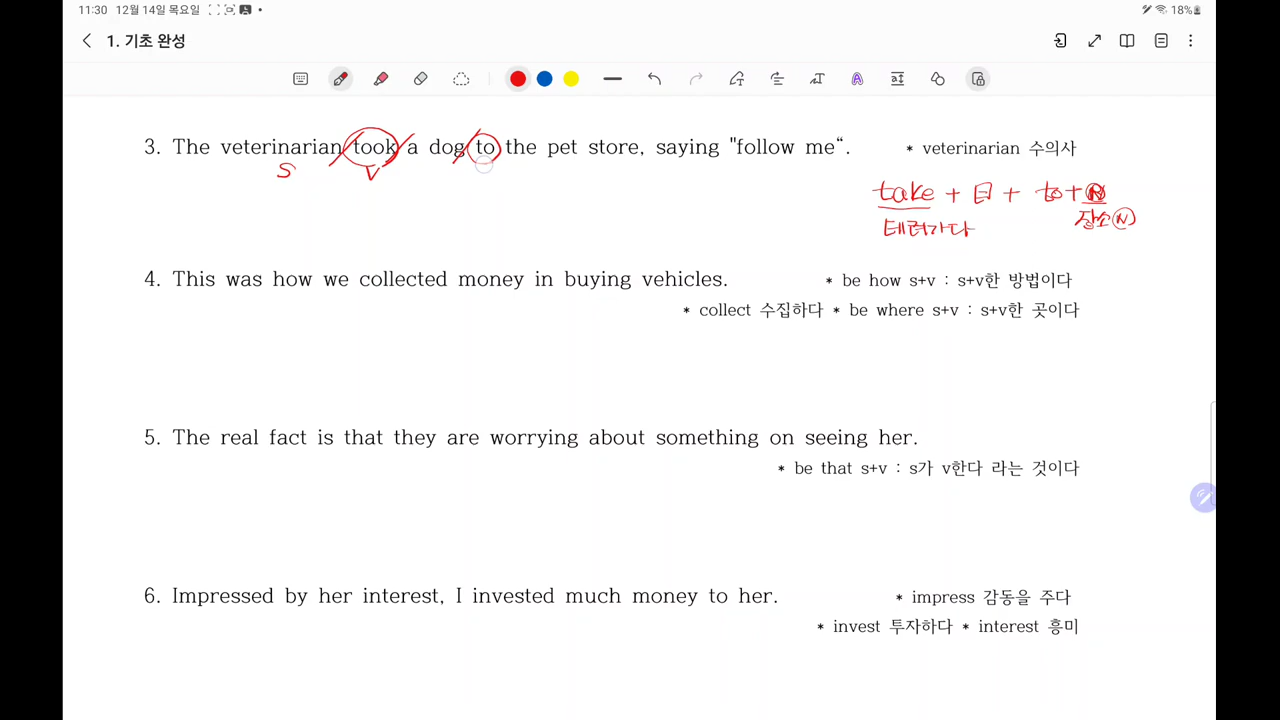 11:30 12월 14일 목요일 18%
1. 기초 완성
3. The veterinarian took a dog to the pet store, saying "follow me“. * veterinarian 수의사
S V
take + 목 + to + N
데려가다 장소 N
4. This was how we collected money in buying vehicles. * be how s+v : s+v한 방법이다
* collect 수집하다 * be where s+v : s+v한 곳이다
5. The real fact is that they are worrying about something on seeing her.
* be that s+v : s가 v한다 라는 것이다
6. Impressed by her interest, I invested much money to her. * impress 감동을 주다
* invest 투자하다 * interest 흥미